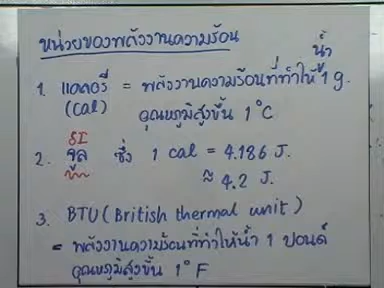 หน่วยของพลังงานความร้อน
น้ำ
1. แคลอรี = พลังงานความร้อนที่ทำให้ 1 g.
(Cal) อุณหภูมิสูงขึ้น 1°C
SI
2. จูล ซึ่ง 1 cal = 4.186 J.
≈ 4.2 J.
3. BTU (British thermal unit)
= พลังงานความร้อนที่ทำให้น้ำ 1 ปอนด์
อุณหภูมิสูงขึ้น 1°F